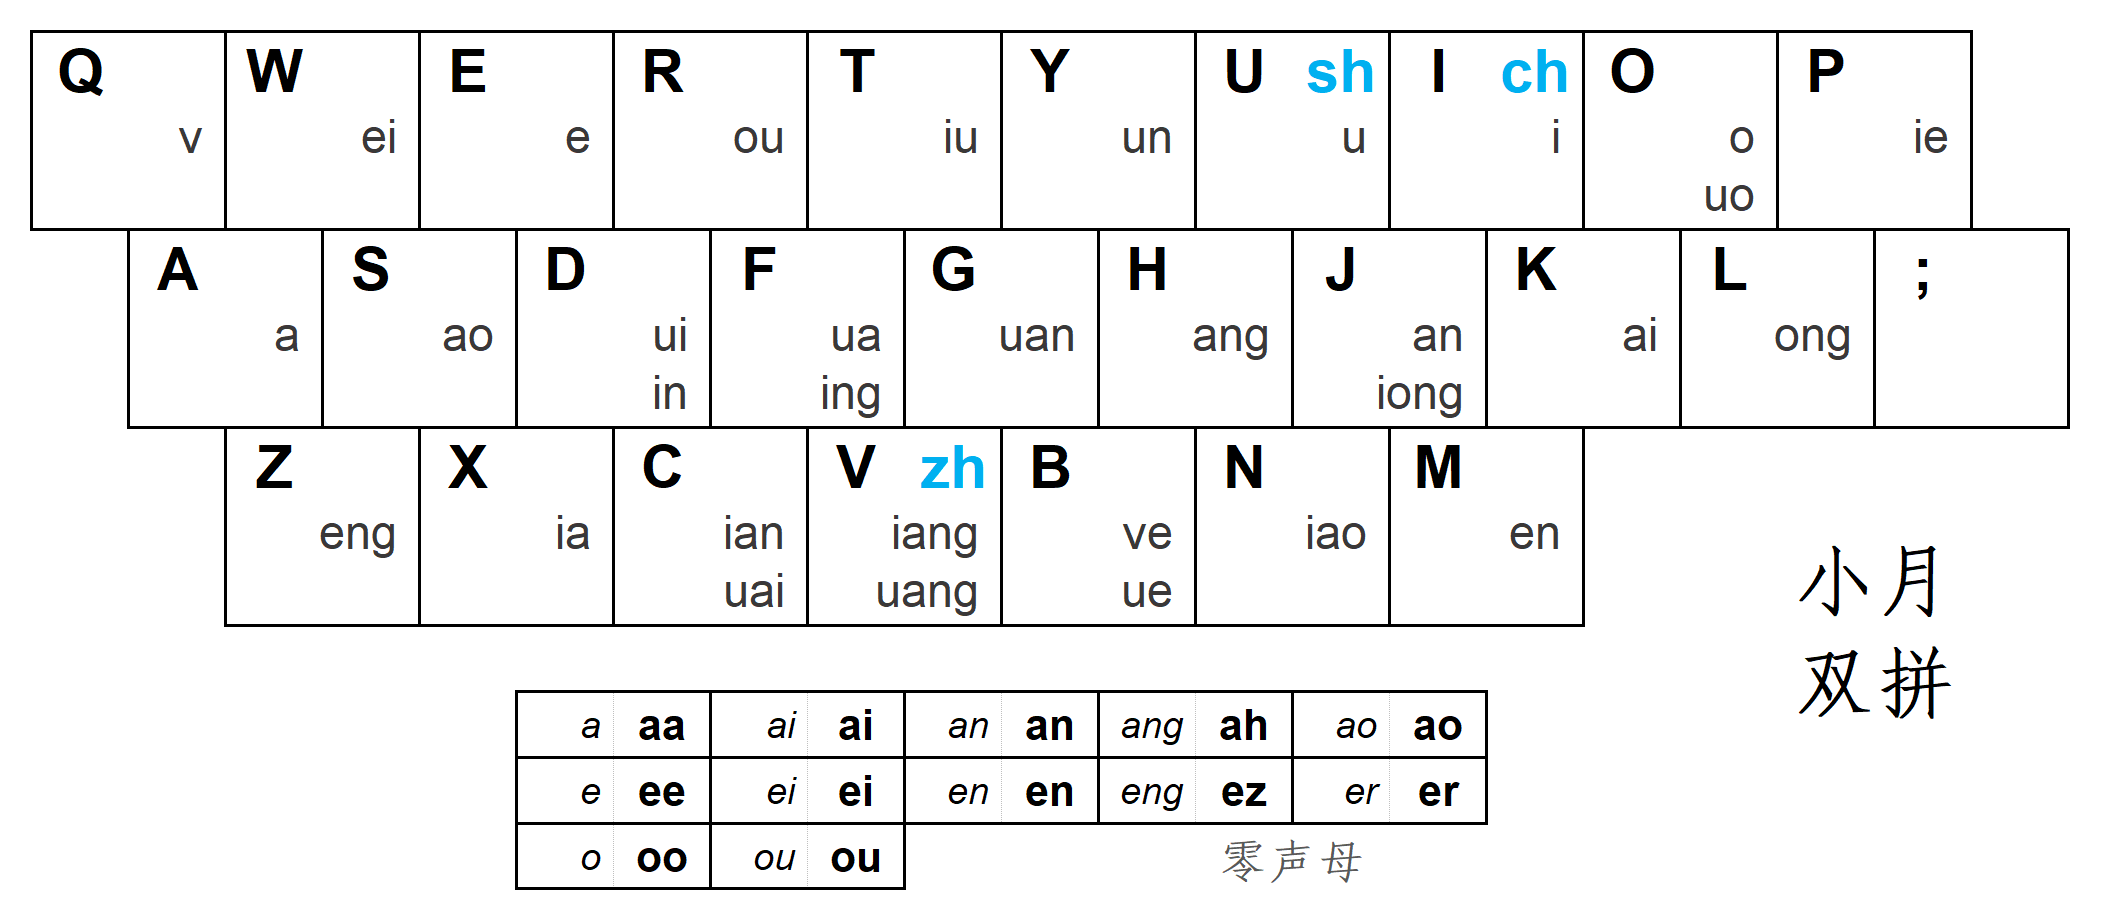 Q W E R T Y U sh I ch O P
v ei e ou iu un u i o ie
uo
A S D F G H J K L ;
a ao ui ua uan ang an ai ong
in ing iong
Z X C V zh B N M
eng ia ian iang ve iao en
uai uang ue
小月
双拼
a aa ai ai an an ang ah ao ao
e ee ei ei en en eng ez er er
o oo ou ou
零声母